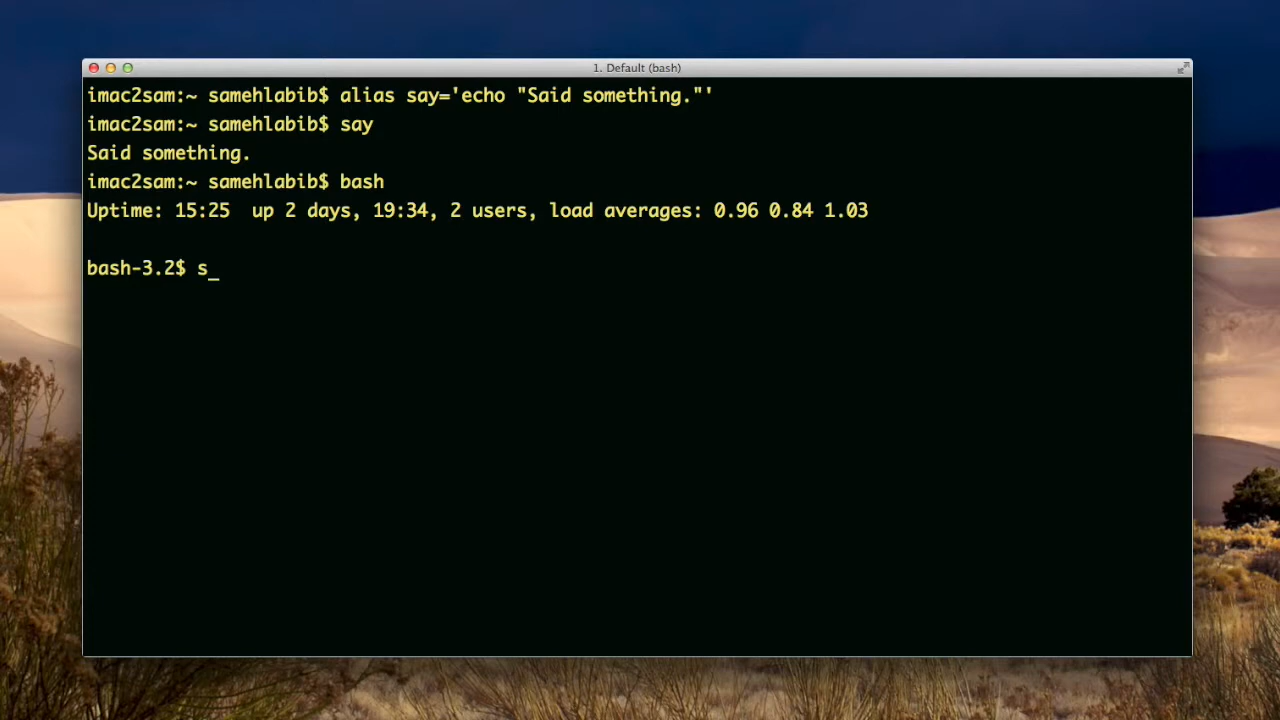 1. Default (bash)
imac2sam:~ samehlabib$ alias say='echo "Said something."'
imac2sam:~ samehlabib$ say
Said something.
imac2sam:~ samehlabib$ bash
Uptime: 15:25  up 2 days, 19:34, 2 users, load averages: 0.96 0.84 1.03
bash-3.2$ s_